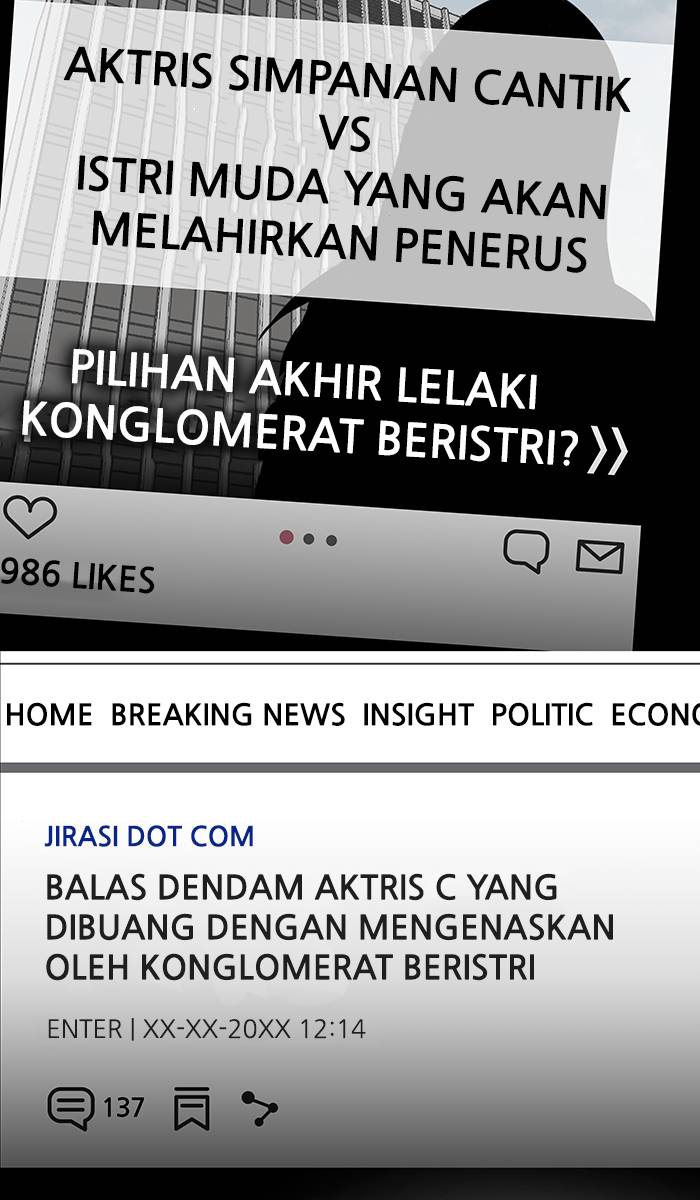 AKTRIS SIMPANAN CANTIK
VS
ISTRI MUDA YANG AKAN
MELAHIRKAN PENERUS
PILIHAN AKHIR LELAKI
KONGLOMERAT BERISTRI?》
986 LIKES
HOME BREAKING NEWS INSIGHT POLITIC ECONO
JIRASI DOT COM
BALAS DENDAM AKTRIS C YANG
DIBUANG DENGAN MENGENASKAN
OLEH KONGLOMERAT BERISTRI
ENTER | XX-XX-20XX 12:14
137